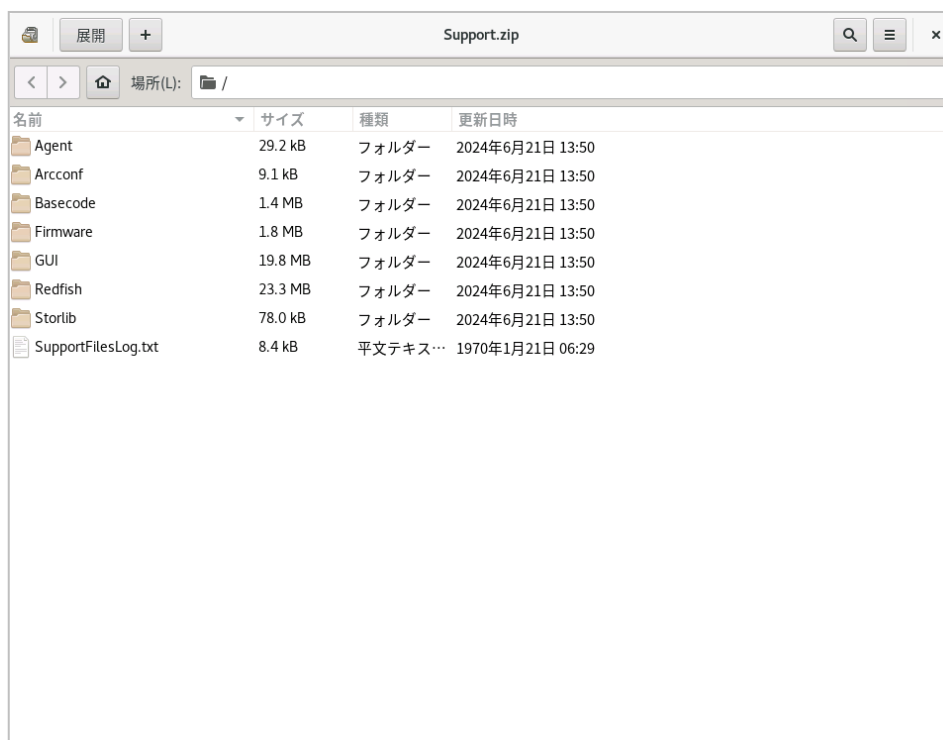 展開 + Support.zip
場所(L): /
名前 サイズ 種類 更新日時
Agent 29.2 kB フォルダー 2024年6月21日 13:50
Arcconf 9.1 kB フォルダー 2024年6月21日 13:50
Basecode 1.4 MB フォルダー 2024年6月21日 13:50
Firmware 1.8 MB フォルダー 2024年6月21日 13:50
GUI 19.8 MB フォルダー 2024年6月21日 13:50
Redfish 23.3 MB フォルダー 2024年6月21日 13:50
Storlib 78.0 kB フォルダー 2024年6月21日 13:50
SupportFilesLog.txt 8.4 kB 平文テキス… 1970年1月21日 06:29